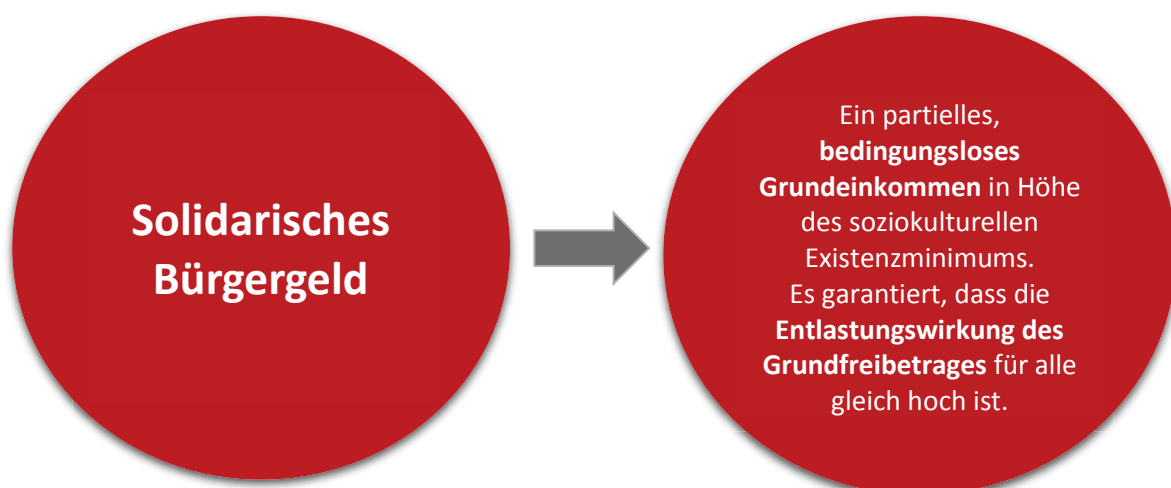 Solidarisches
Bürgergeld
Ein partielles,
bedingungsloses
Grundeinkommen in Höhe
des soziokulturellen
Existenzminimums.
Es garantiert, dass die
Entlastungswirkung des
Grundfreibetrages für alle
gleich hoch ist.